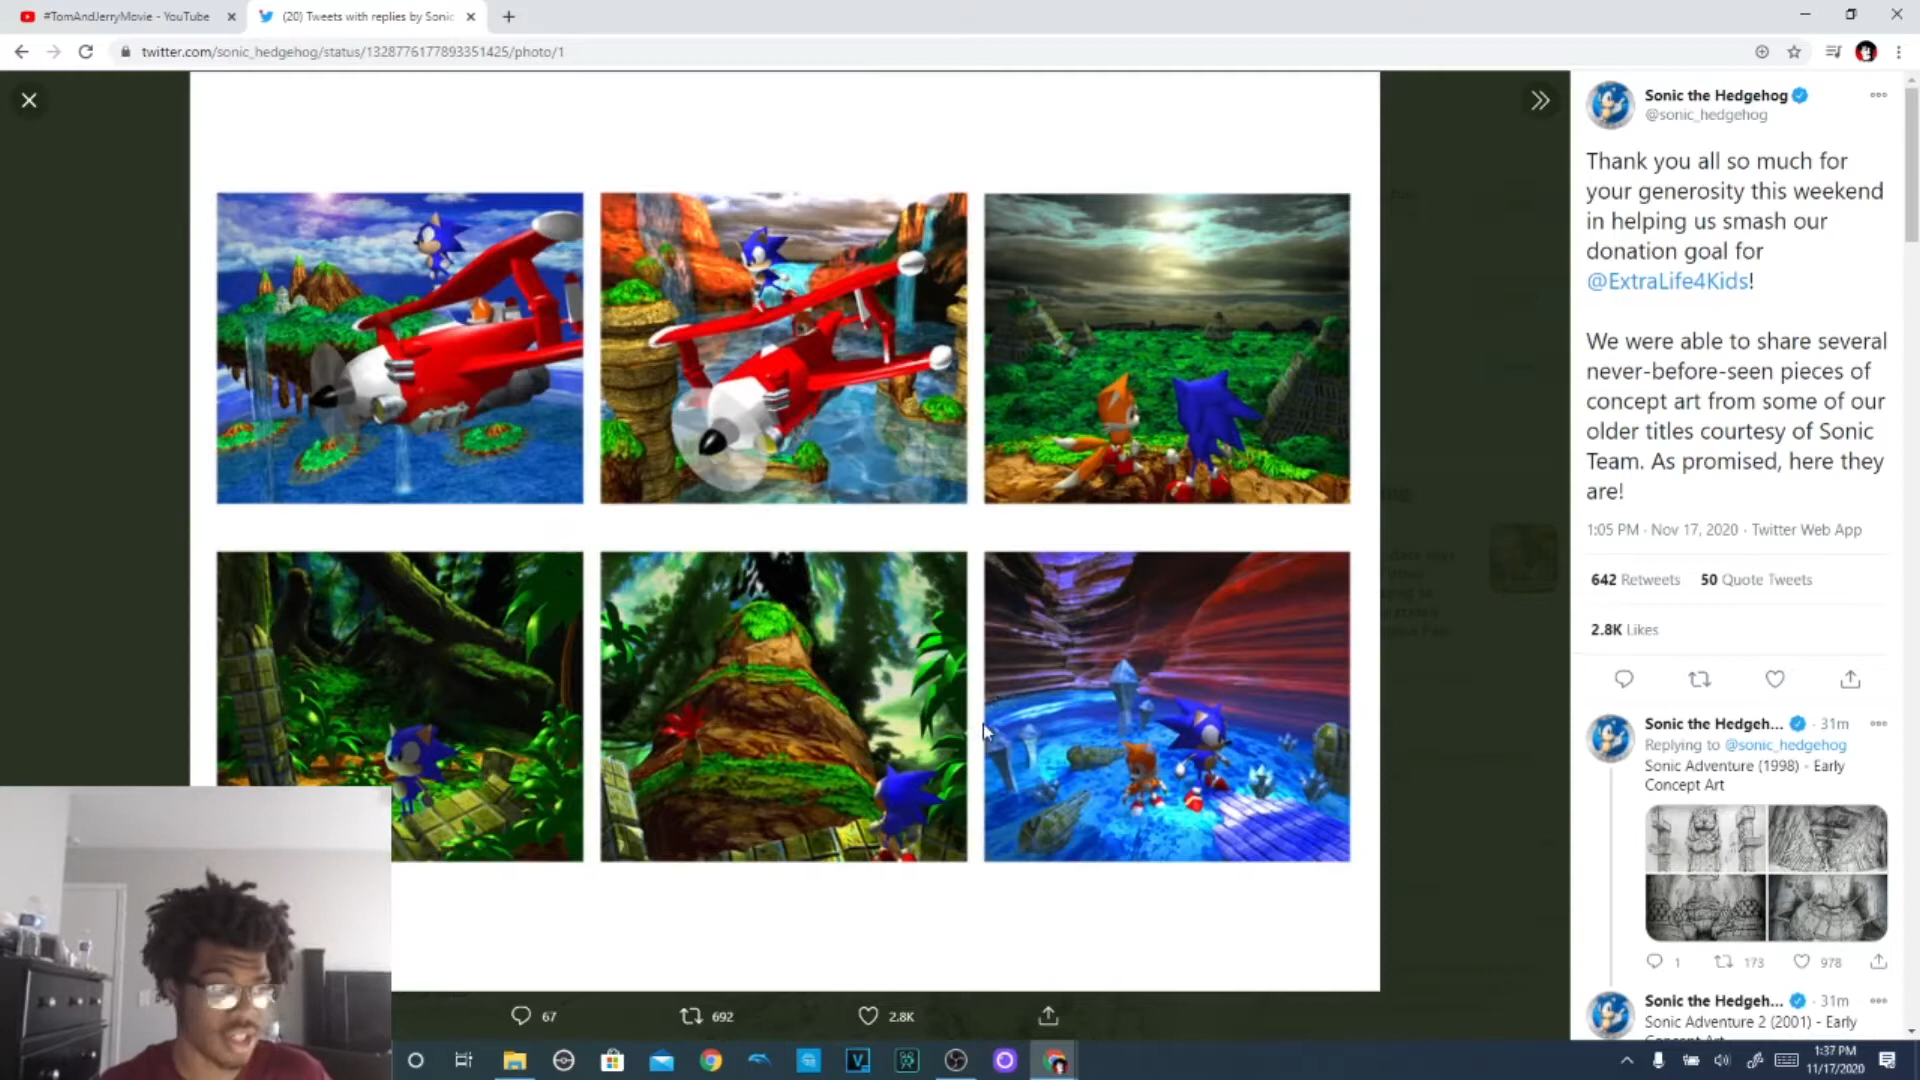 #TomAndJerryMovie - YouTube
(20) Tweets with replies by Sonic
twitter.com/sonic_hedgehog/status/1328776177893351425/photo/1
Sonic the Hedgehog
@sonic_hedgehog
Thank you all so much for
your generosity this weekend
in helping us smash our
donation goal for
@ExtraLife4Kids!
We were able to share several
never-before-seen pieces of
concept art from some of our
older titles courtesy of Sonic
Team. As promised, here they
are!
1:05 PM · Nov 17, 2020 · Twitter Web App
642 Retweets 50 Quote Tweets
2.8K Likes
Sonic the Hedgeh... · 31m
Replying to @sonic_hedgehog
Sonic Adventure (1998) - Early
Concept Art
1 173 978
Sonic the Hedgeh... · 31m
Sonic Adventure 2 (2001) - Early
67 692 2.8K
V
1:37 PM
11/17/2020